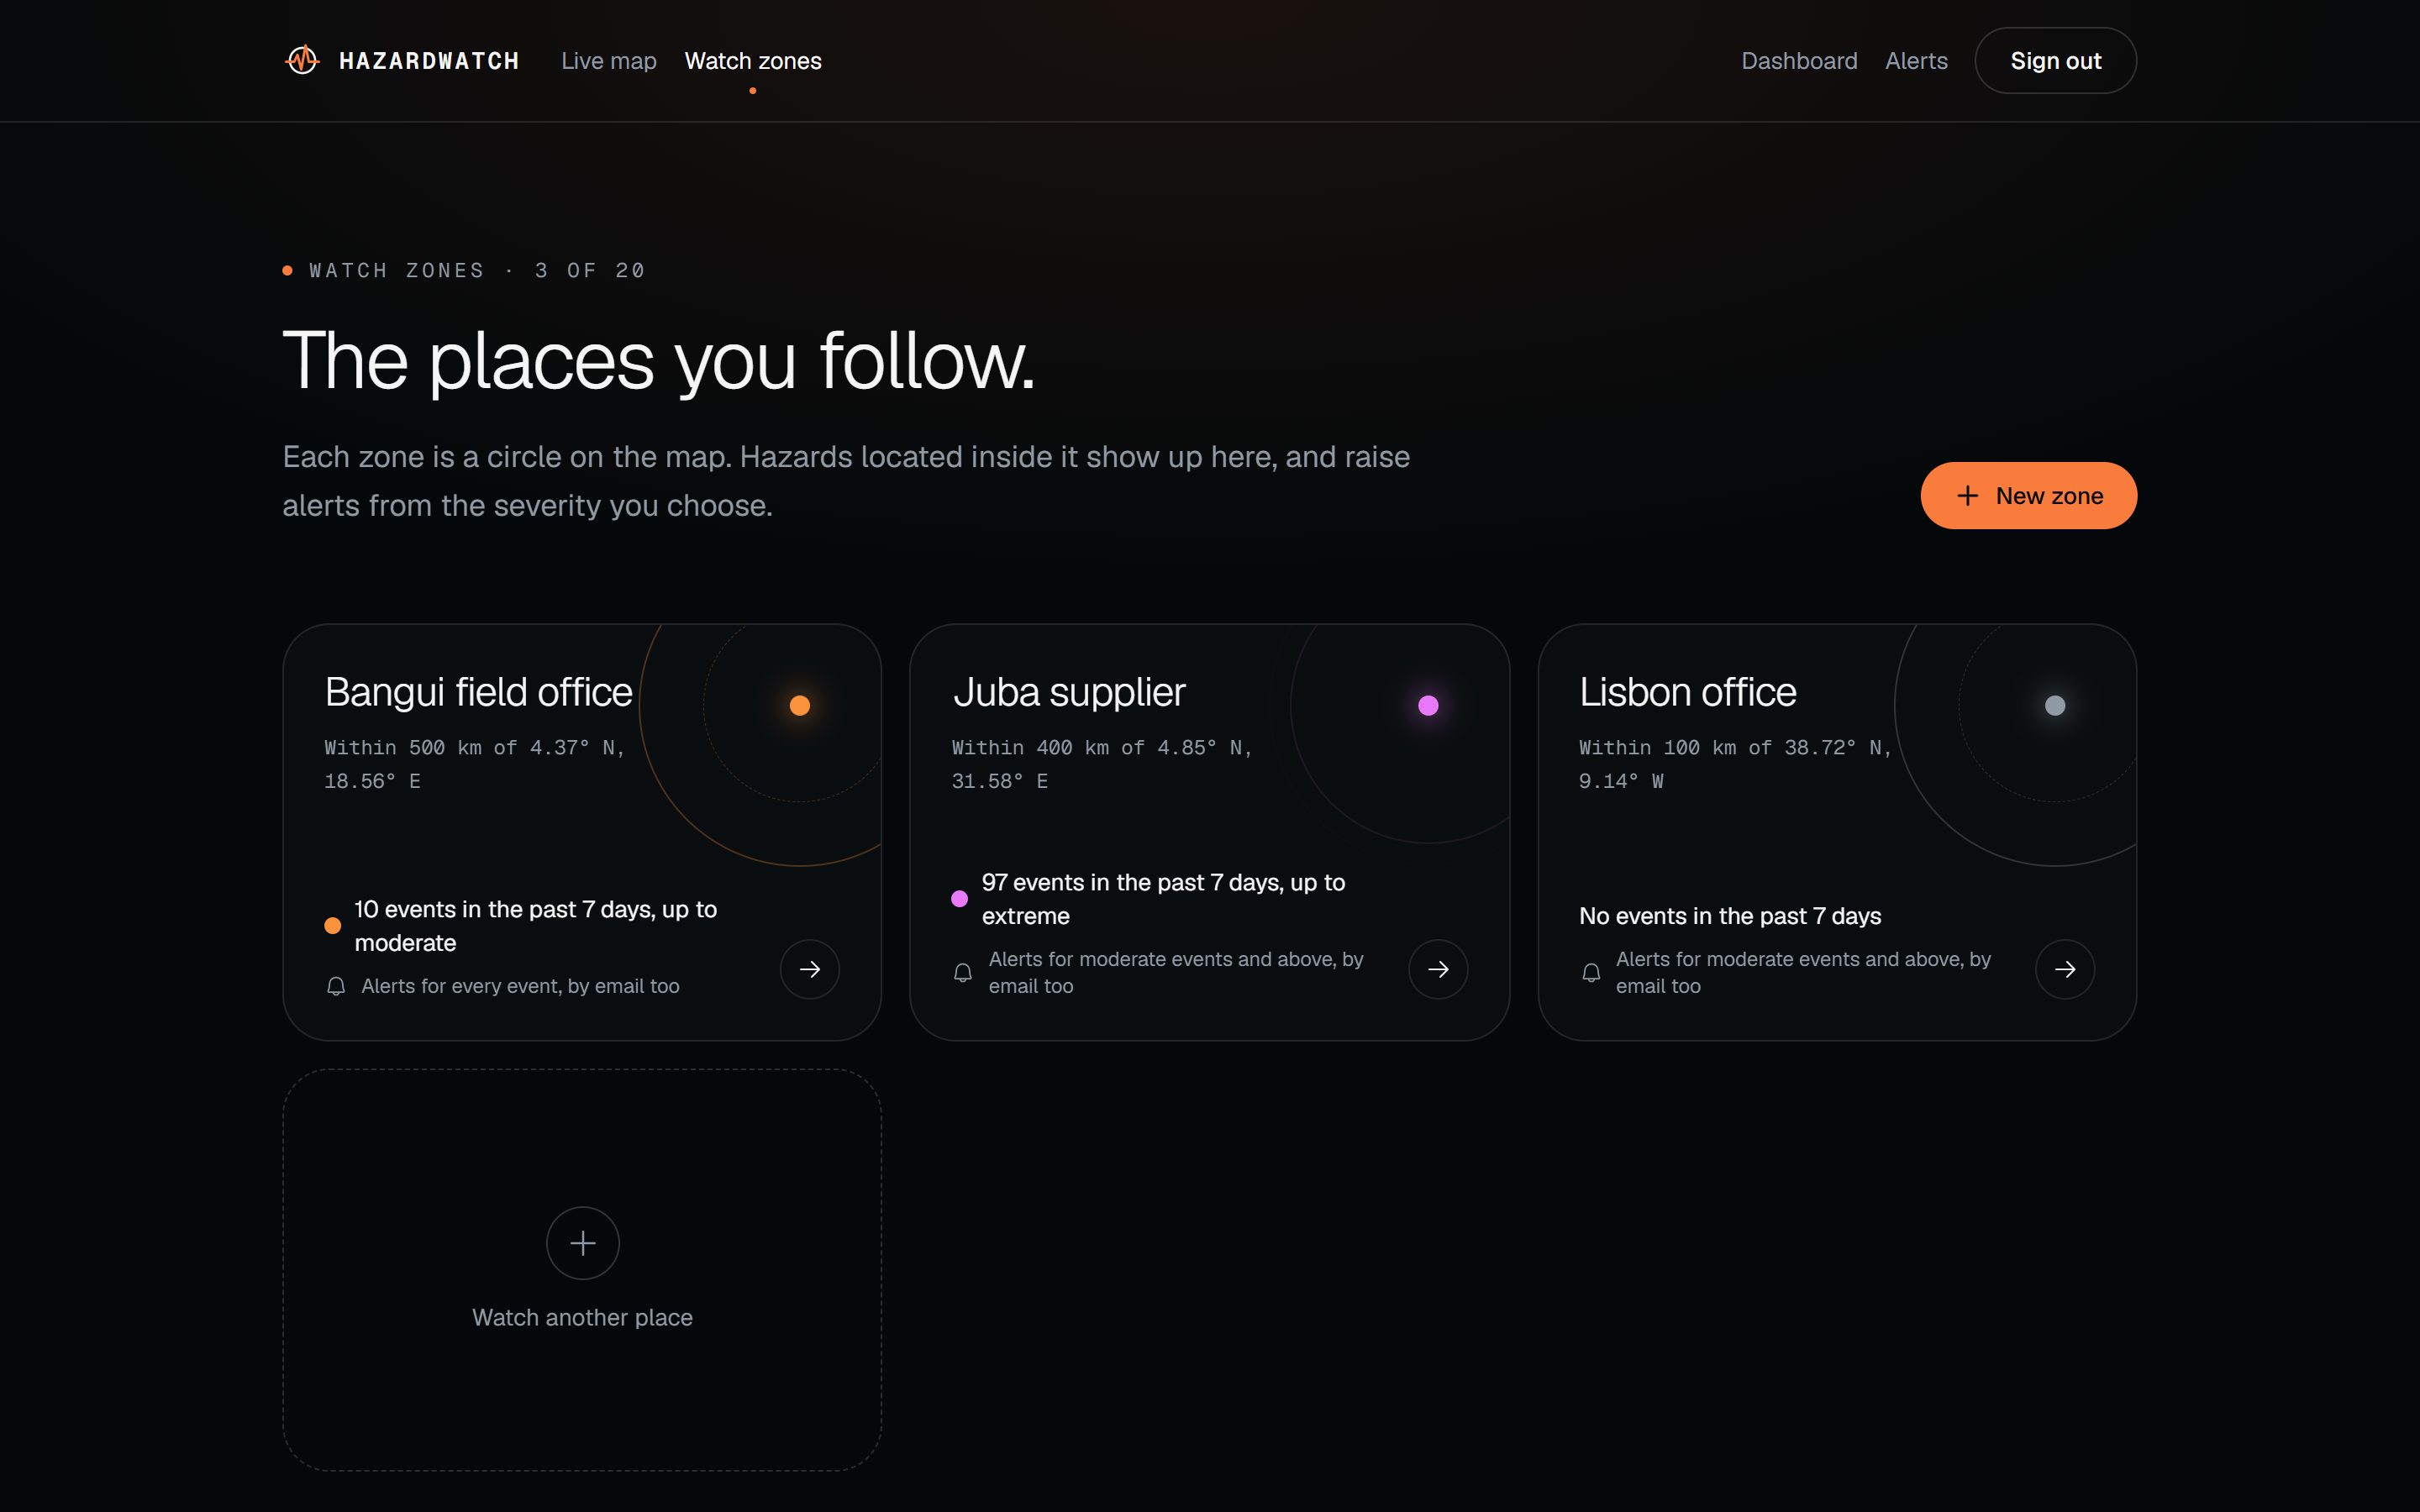 HAZARDWATCH
Live map
Watch zones
Dashboard
Alerts
Sign out
WATCH ZONES · 3 OF 20
The places you follow.
Each zone is a circle on the map. Hazards located inside it show up here, and raise
alerts from the severity you choose.
New zone
Bangui field office
Within 500 km of 4.37° N,
18.56° E
10 events in the past 7 days, up to
moderate
Alerts for every event, by email too
Juba supplier
Within 400 km of 4.85° N,
31.58° E
97 events in the past 7 days, up to
extreme
Alerts for moderate events and above, by
email too
Lisbon office
Within 100 km of 38.72° N,
9.14° W
No events in the past 7 days
Alerts for moderate events and above, by
email too
Watch another place